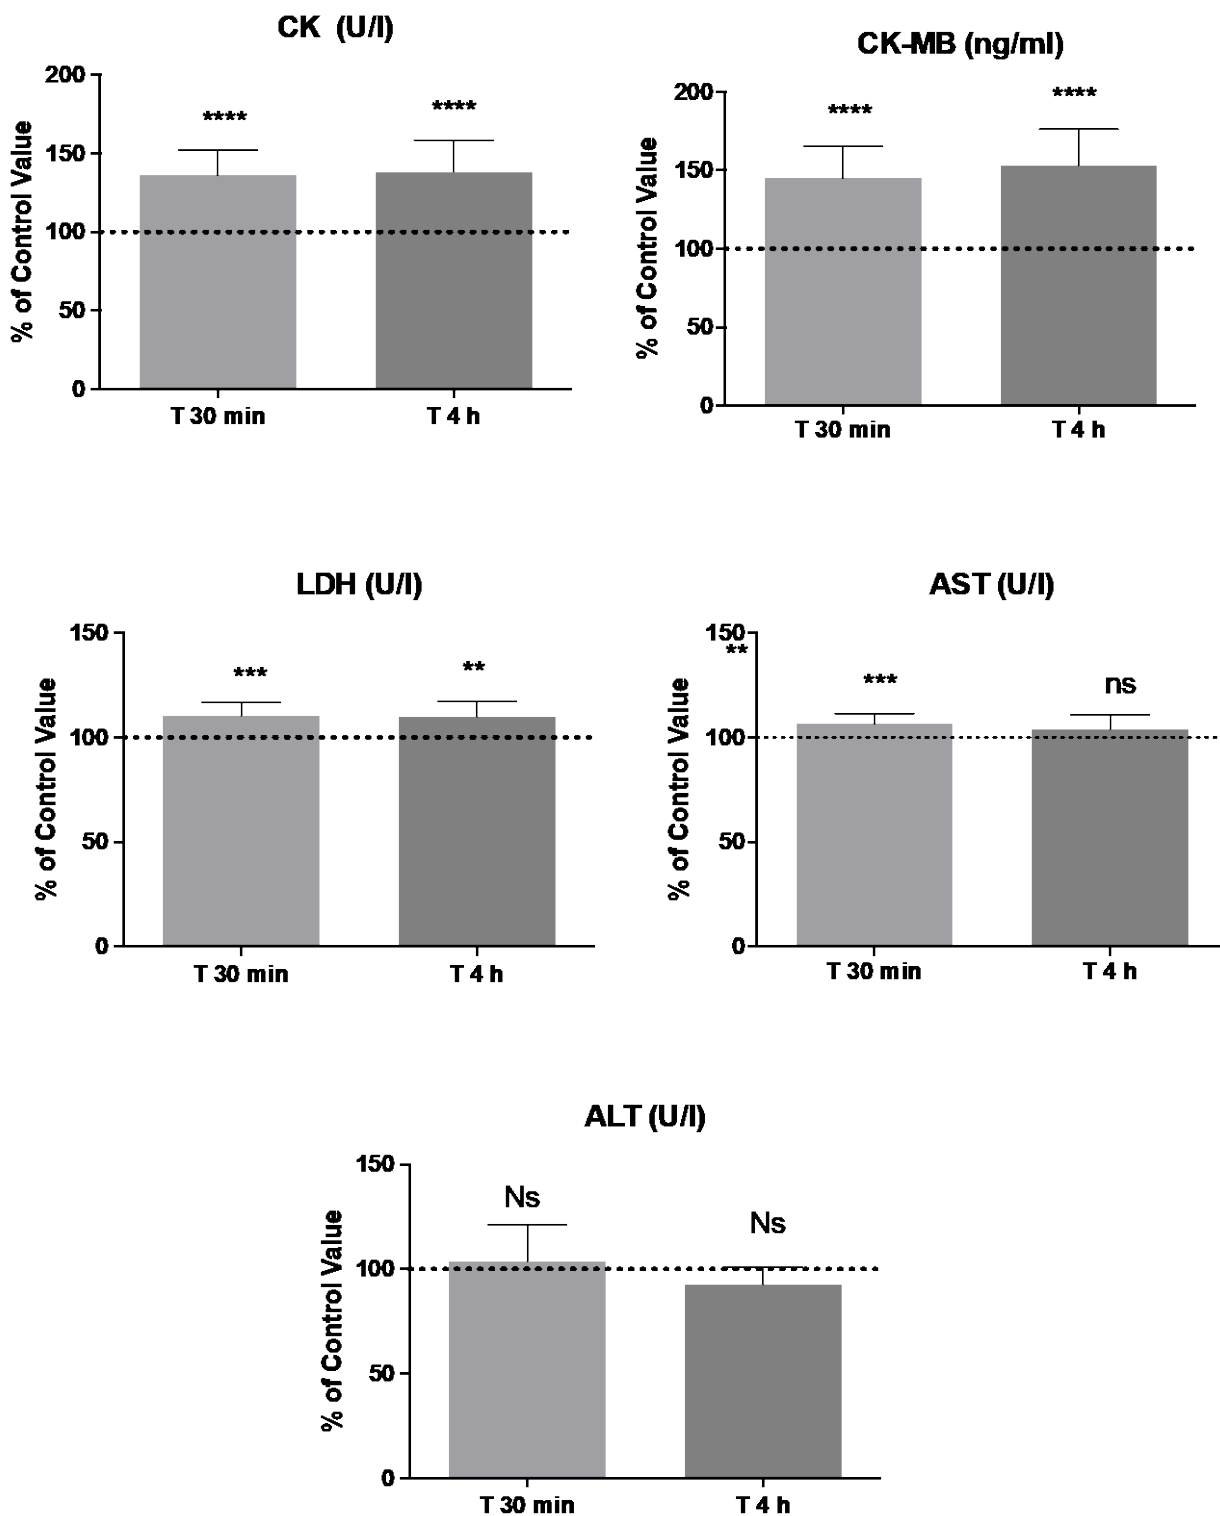 CK (U/l)
200
150
100
50
0
% of Control Value
****
****
T 30 min
T 4 h
CK-MB (ng/ml)
200
150
100
50
0
% of Control Value
****
****
T 30 min
T 4 h
LDH (U/l)
150
100
50
0
% of Control Value
***
**
T 30 min
T 4 h
AST (U/l)
150
**
100
50
0
% of Control Value
***
ns
T 30 min
T 4 h
ALT (U/l)
150
100
50
0
% of Control Value
Ns
Ns
T 30 min
T 4 h